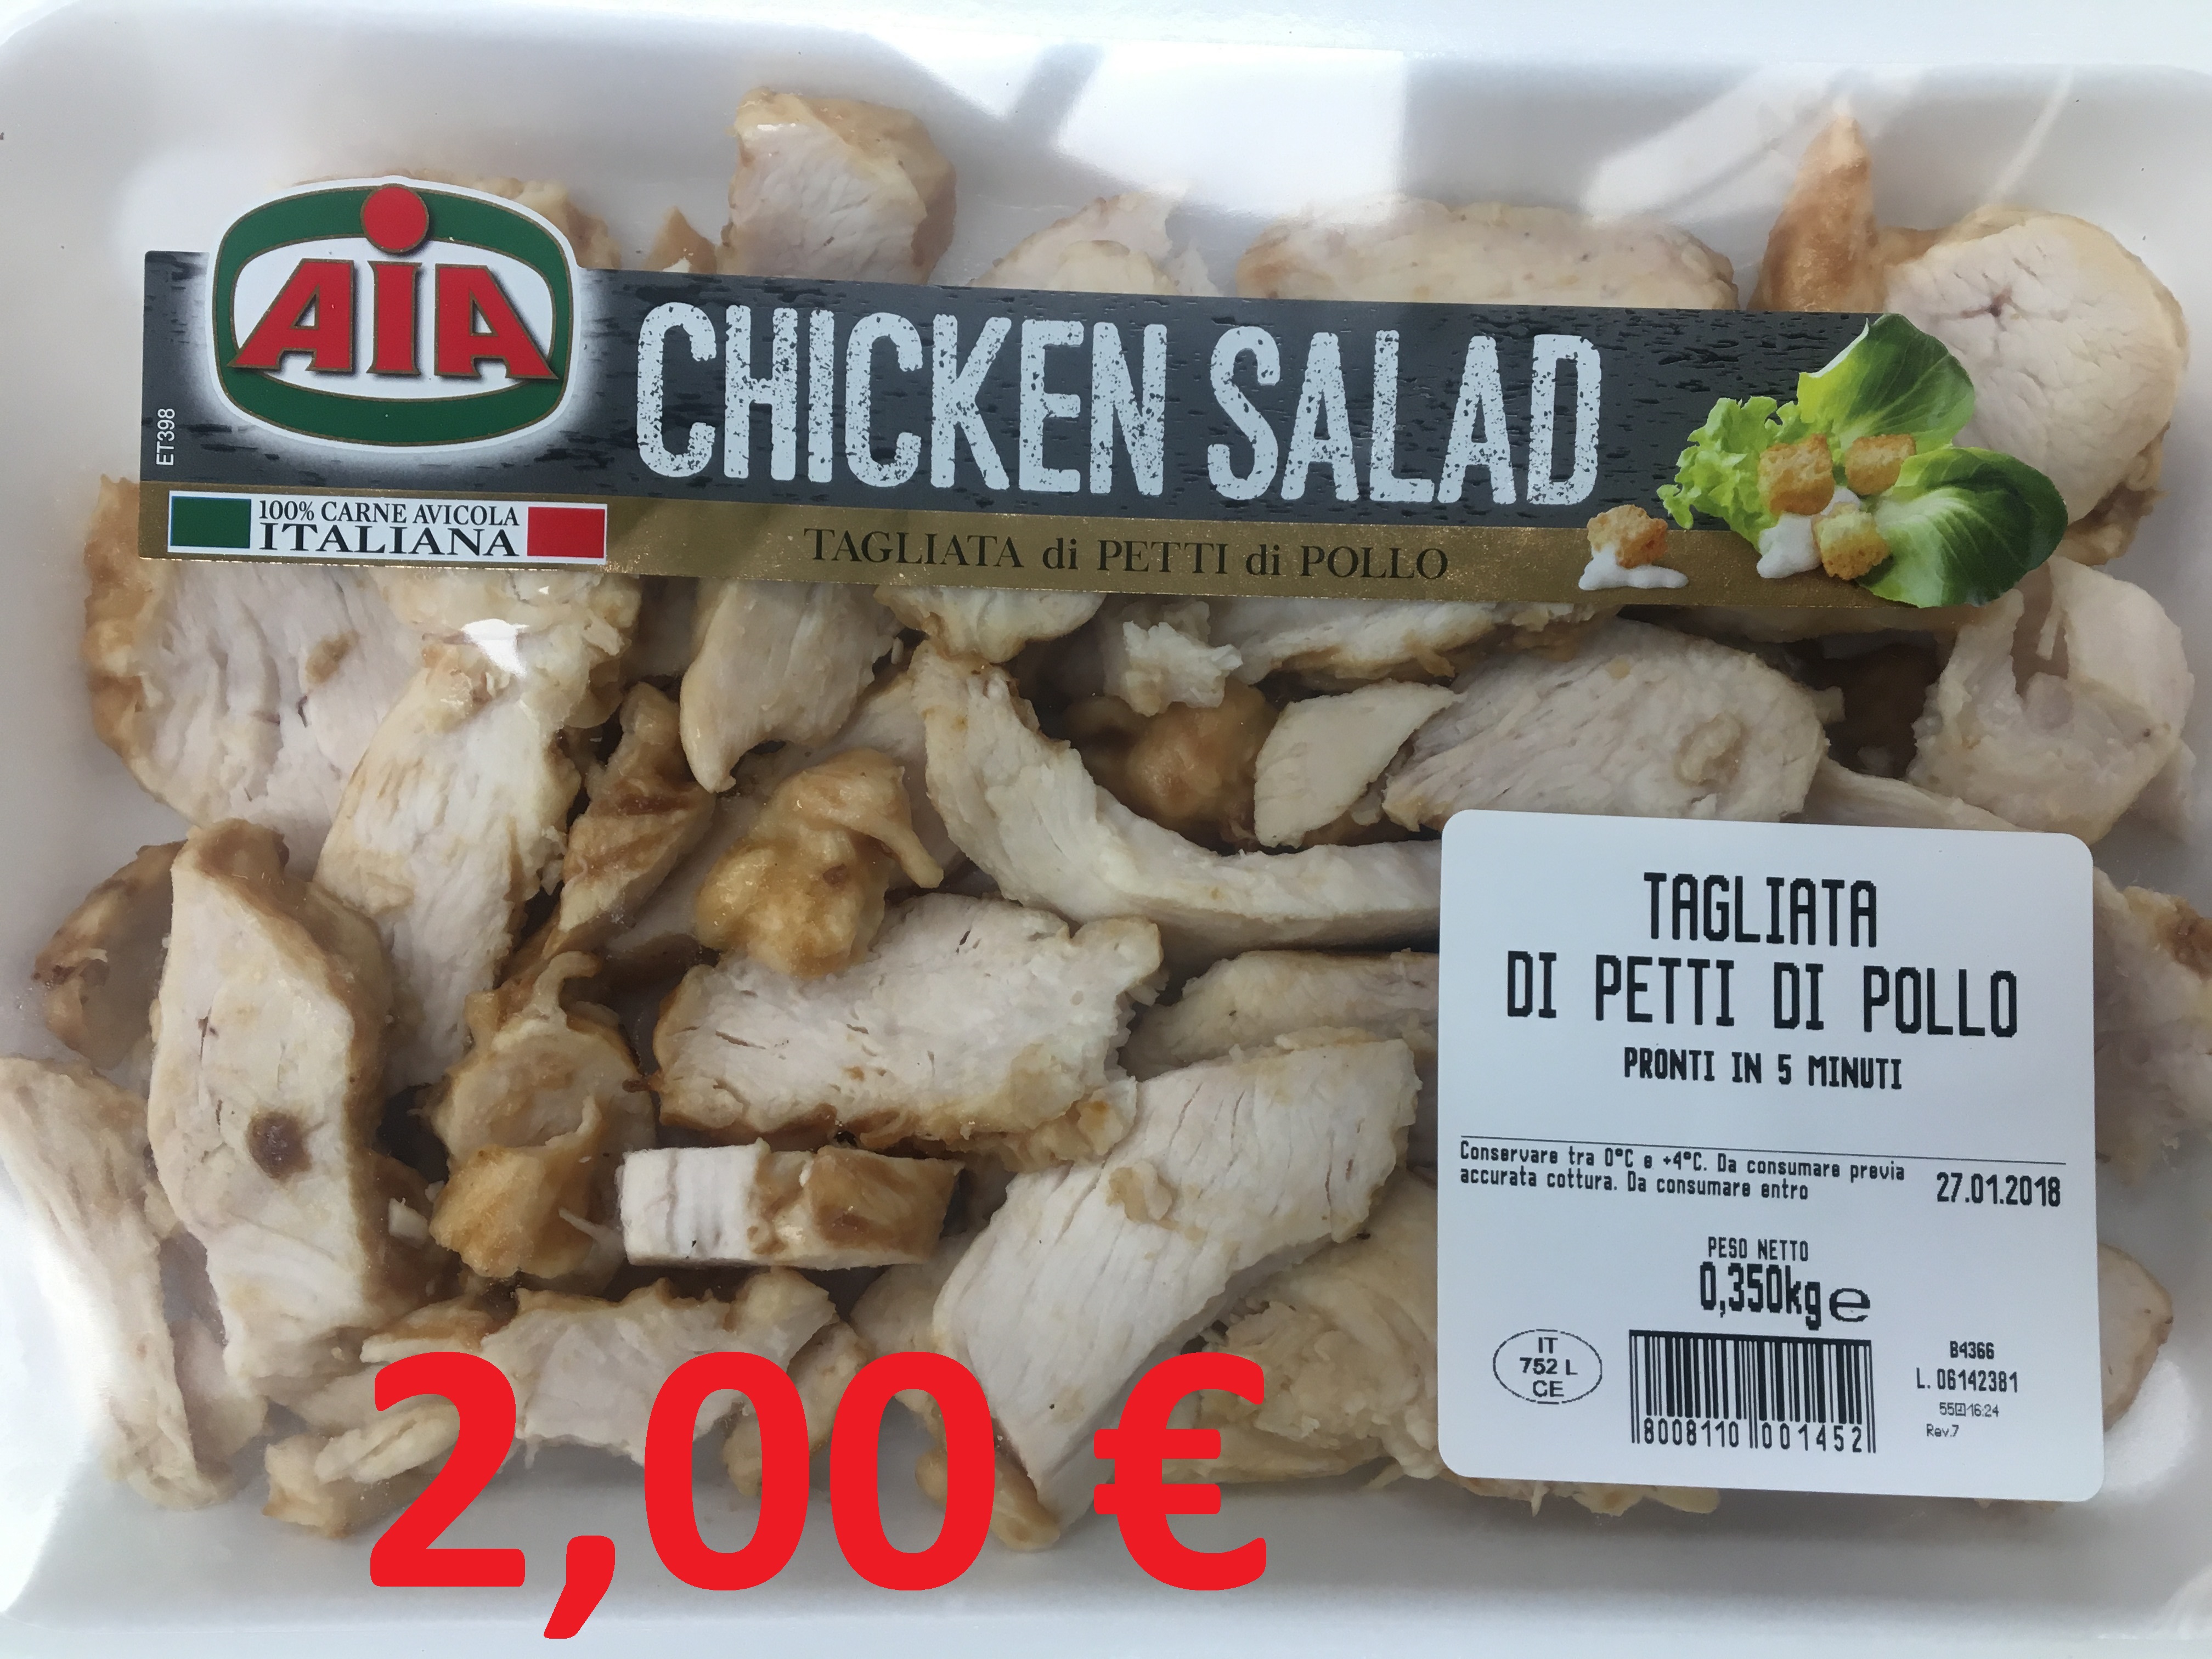 AIA
CHICKEN SALAD
ET398
100% CARNE AVICOLA
ITALIANA
TAGLIATA di PETTI di POLLO
TAGLIATA
DI PETTI DI POLLO
PRONTI IN 5 MINUTI
Conservare tra 0°C e +4°C. Da consumare previa
accurata cottura. Da consumare entro
27.01.2018
PESO NETTO
0,350kg e
IT
752 L
CE
8008110 001452
B4366
L. 06142381
16:24
Rev.7
2,00 €